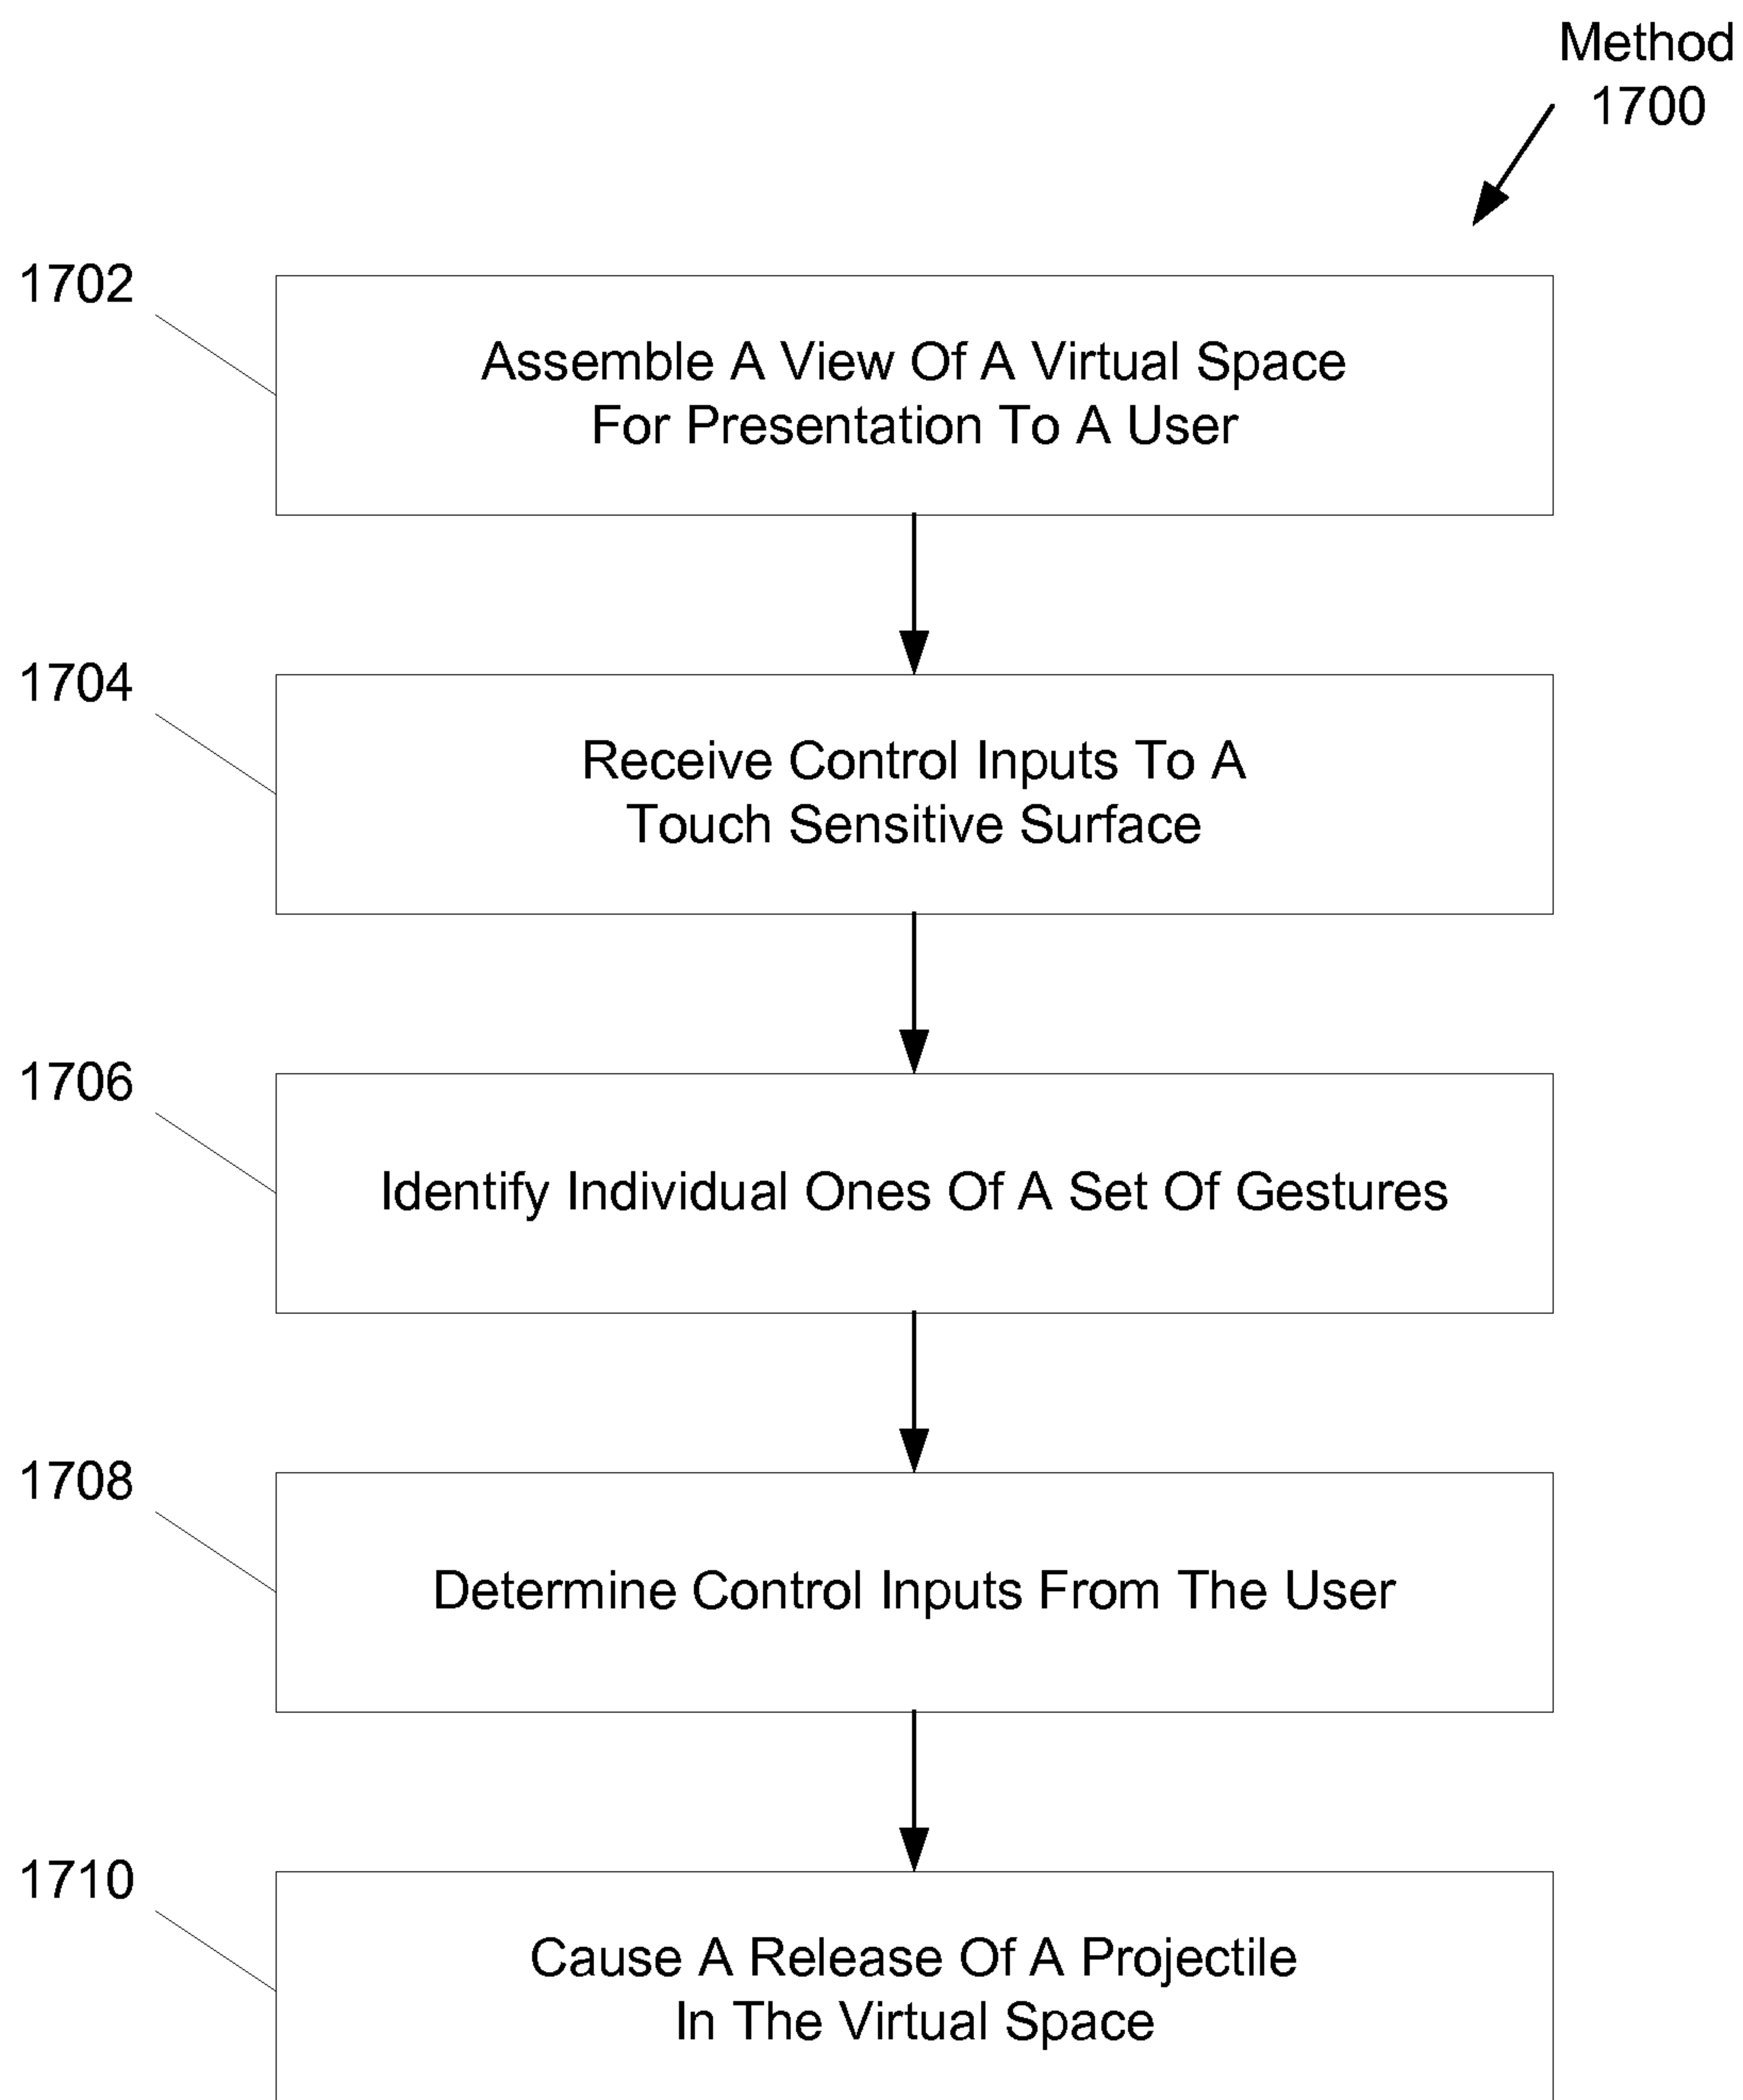 Method
1700
1702
Assemble A View Of A Virtual Space
For Presentation To A User
1704
Receive Control Inputs To A
Touch Sensitive Surface
1706
Identify Individual Ones Of A Set Of Gestures
1708
Determine Control Inputs From The User
1710
Cause A Release Of A Projectile
In The Virtual Space